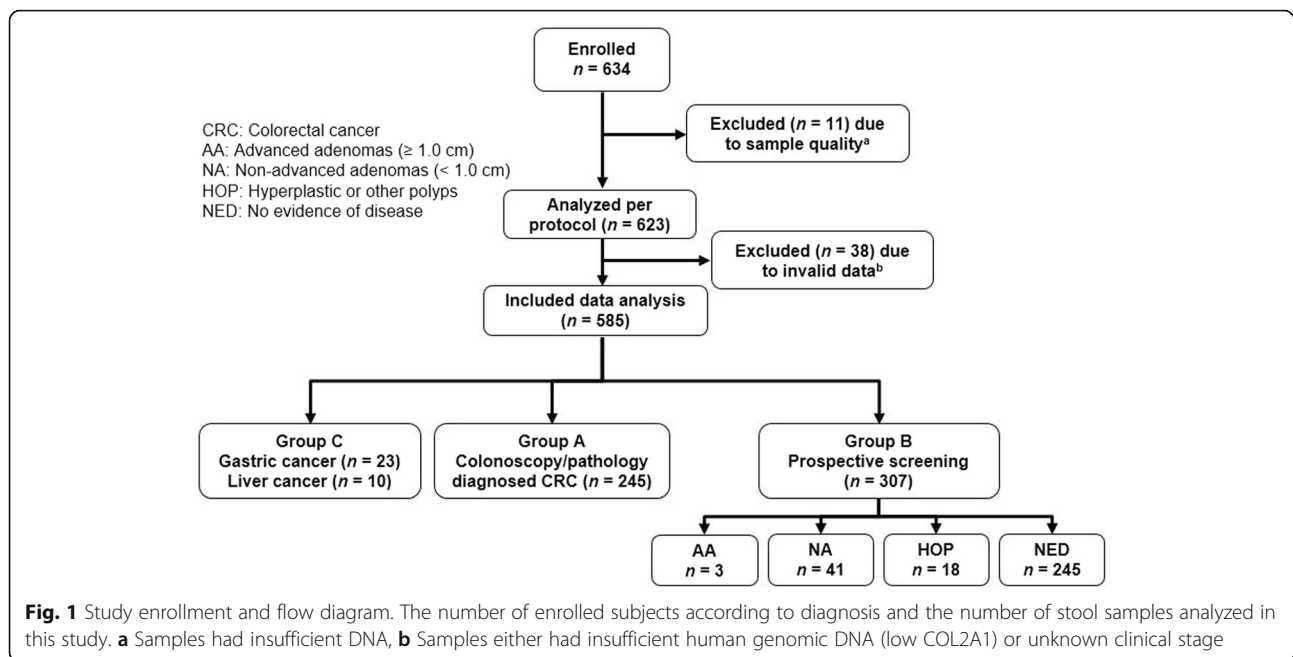 Enrolled
n = 634
CRC: Colorectal cancer
AA: Advanced adenomas (≥ 1.0 cm)
NA: Non-advanced adenomas (< 1.0 cm)
HOP: Hyperplastic or other polyps
NED: No evidence of disease
Excluded (n = 11) due
to sample qualityᵃ
Analyzed per
protocol (n = 623)
Excluded (n = 38) due
to invalid dataᵇ
Included data analysis
(n = 585)
Group C
Gastric cancer (n = 23)
Liver cancer (n = 10)
Group A
Colonoscopy/pathology
diagnosed CRC (n = 245)
Group B
Prospective screening
(n = 307)
AA
n = 3
NA
n = 41
HOP
n = 18
NED
n = 245
Fig. 1 Study enrollment and flow diagram. The number of enrolled subjects according to diagnosis and the number of stool samples analyzed in
this study. a Samples had insufficient DNA, b Samples either had insufficient human genomic DNA (low COL2A1) or unknown clinical stage